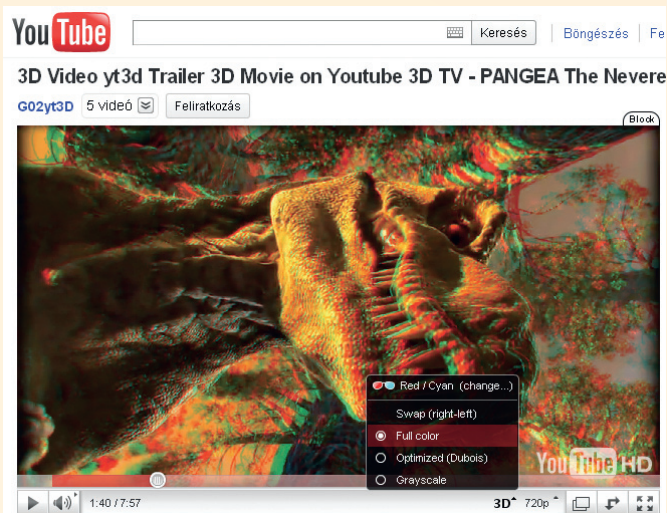 YouTube Keresés Böngészés Fe
3D Video yt3d Trailer 3D Movie on Youtube 3D TV - PANGEA The Nevere
G02yt3D 5 videó Feliratkozás
Block
Red / Cyan (change...)
Swap (right-left)
Full color
Optimized (Dubois)
Grayscale
YouTube HD
1:40 / 7:57 3D 720p